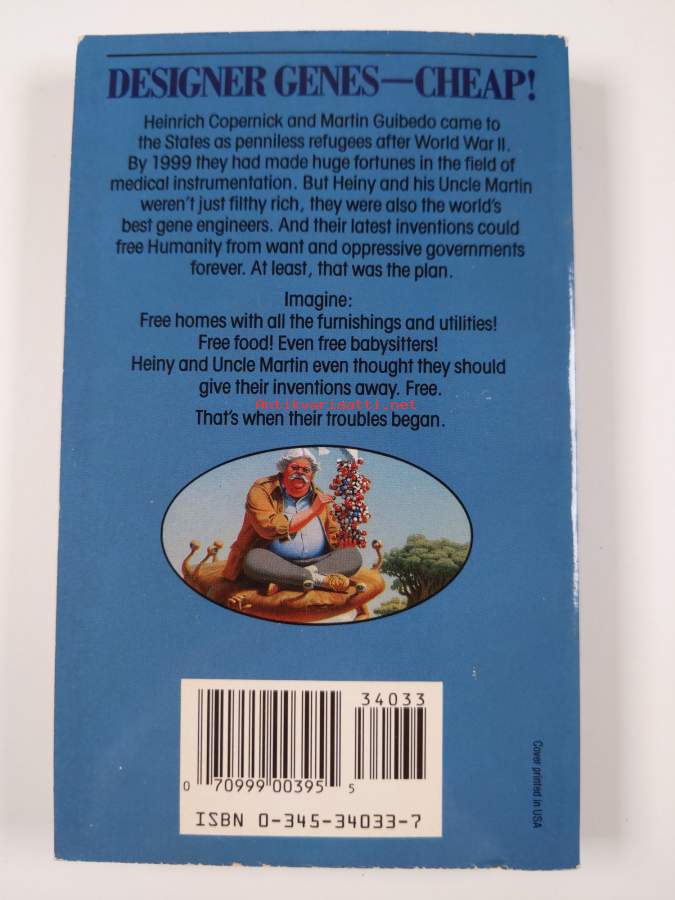 DESIGNER GENES—CHEAP!
Heinrich Copernick and Martin Guibedo came to
the States as penniless refugees after World War II.
By 1999 they had made huge fortunes in the field of
medical instrumentation. But Heiny and his Uncle Martin
weren't just filthy rich, they were also the world's
best gene engineers. And their latest inventions could
free Humanity from want and oppressive governments
forever. At least, that was the plan.
Imagine:
Free homes with all the furnishings and utilities!
Free food! Even free babysitters!
Heiny and Uncle Martin even thought they should
give their inventions away. Free.
Antikvariaatti.net
That's when their troubles began.
34033
0 70999 00395 5
ISBN 0-345-34033-7
Cover printed in USA